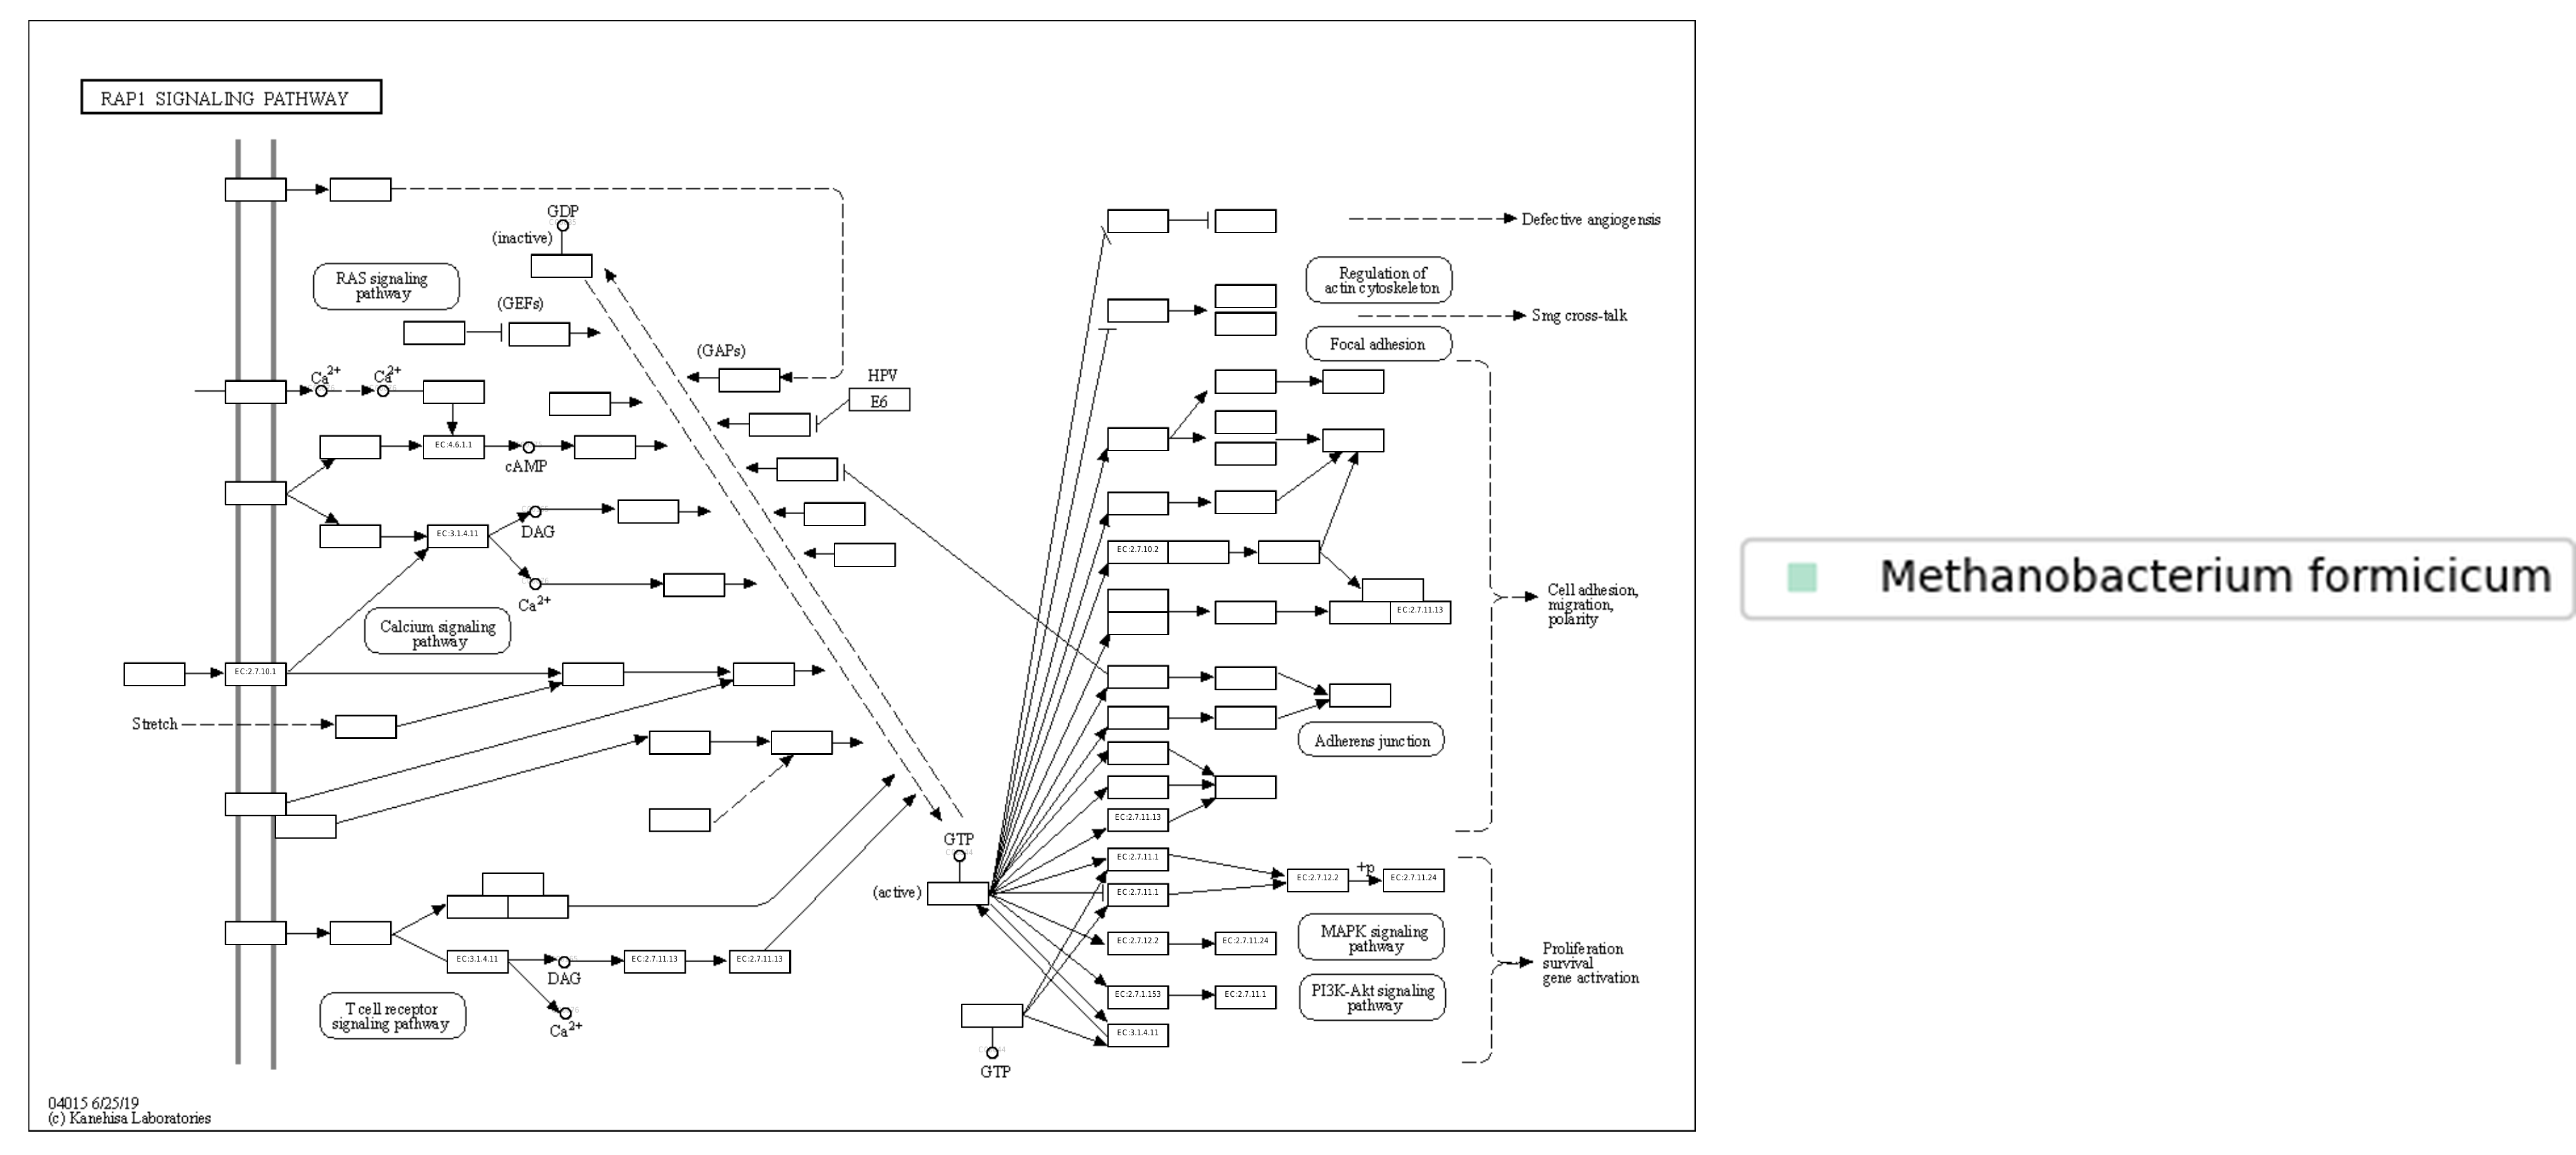 RAP1 SIGNALING PATHWAY
GDP
(inactive)
Defective angiogensis
RAS signaling
pathway
Regulation of
actin cytoskeleton
(GEFs)
Smg cross-talk
(GAPs)
Focal adhesion
Ca2+
Ca2+
HPV
E6
EC:4.6.1.1
cAMP
EC:3.1.4.11
DAG
EC:2.7.10.2
Ca2+
Calcium signaling
pathway
EC:2.7.11.13
Cell adhesion,
migration,
polarity
Methanobacterium formicicum
EC:2.7.10.1
Stretch
Adherens junction
EC:2.7.11.13
GTP
EC:2.7.11.1
(active)
EC:2.7.11.1
EC:2.7.12.2
+p
EC:2.7.11.24
EC:2.7.12.2
EC:2.7.11.24
MAPK signaling
pathway
EC:3.1.4.11
DAG
EC:2.7.11.13
EC:2.7.11.13
Proliferation
survival
gene activation
EC:2.7.1.153
EC:2.7.11.1
PI3K-Akt signaling
pathway
T cell receptor
signaling pathway
Ca2+
EC:3.1.4.11
GTP
04015 6/25/19
(c) Kanehisa Laboratories